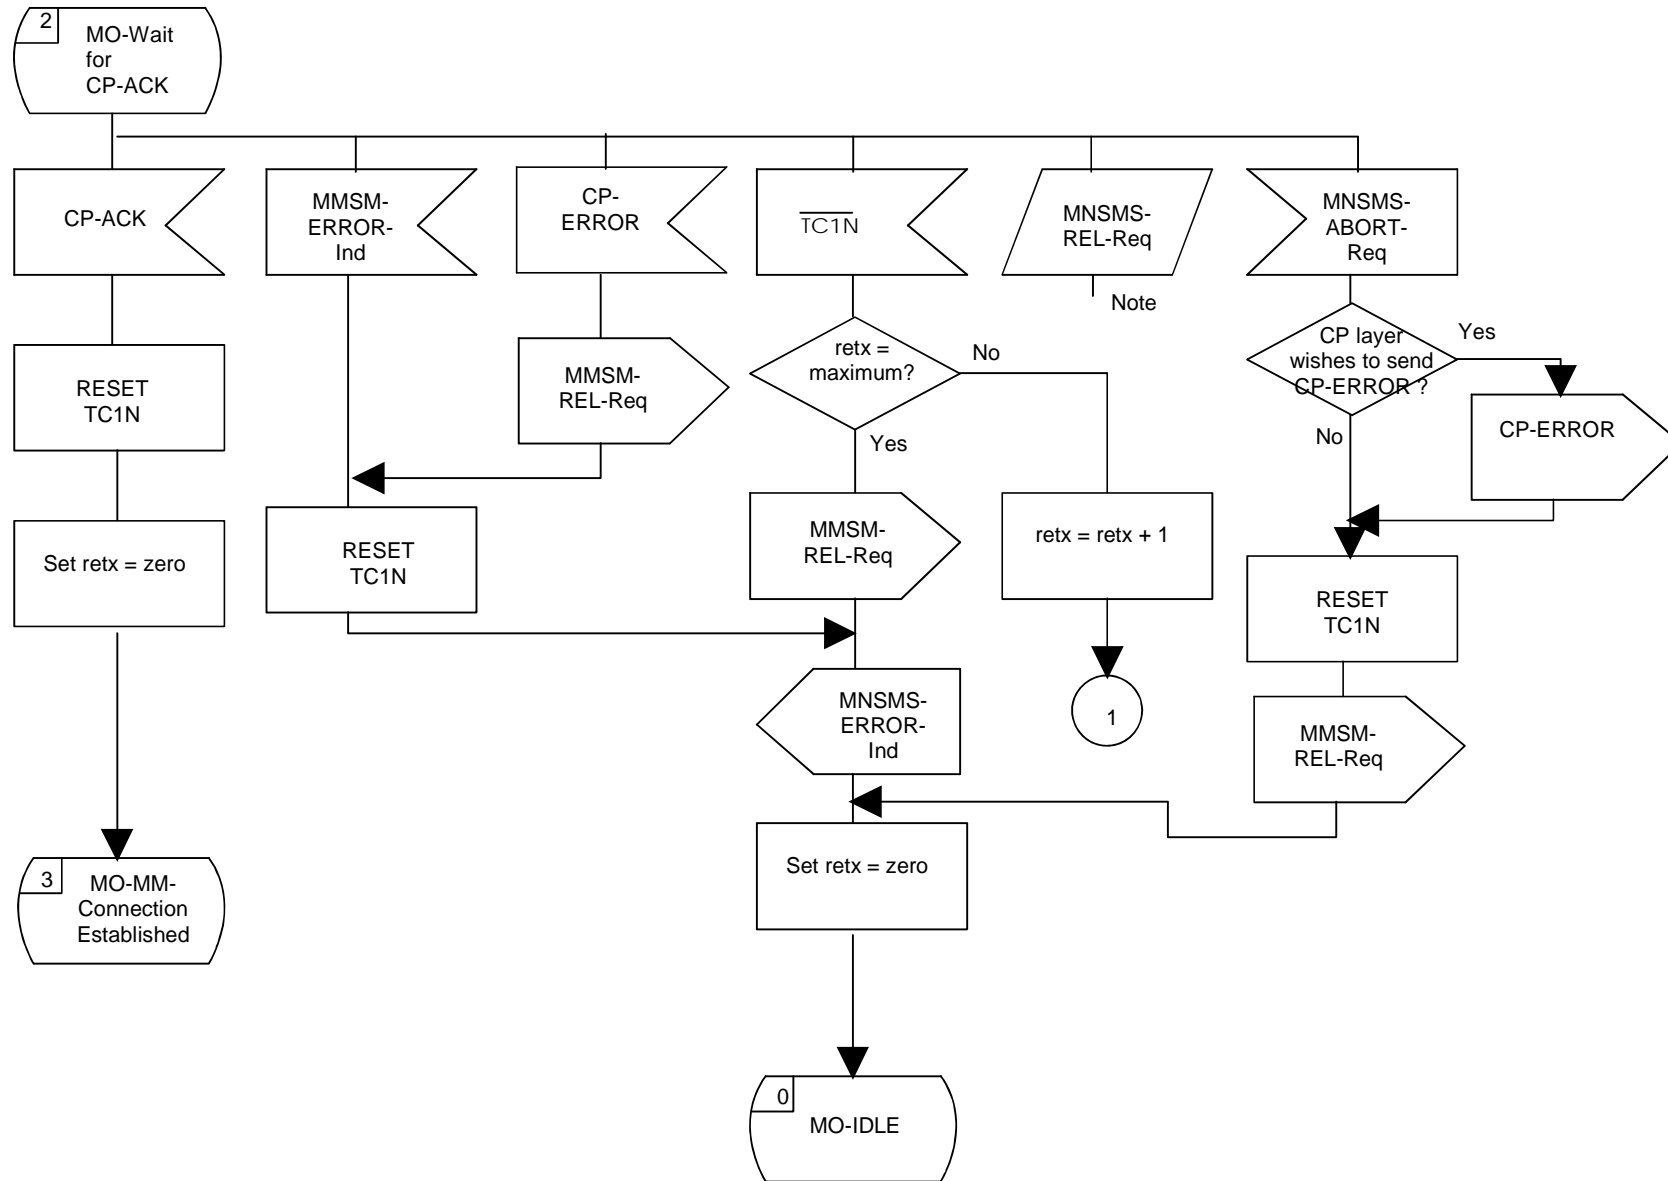 2
MO-Wait
for
CP-ACK
CP-ACK
MMSM-
ERROR-
Ind
CP-
ERROR
TC1N
MNSMS-
REL-Req
Note
MNSMS-
ABORT-
Req
RESET
TC1N
MMSM-
REL-Req
retx =
maximum?
No
Yes
CP layer
wishes to send
CP-ERROR ?
Yes
No
CP-ERROR
Set retx = zero
RESET
TC1N
MMSM-
REL-Req
retx = retx + 1
RESET
TC1N
MNSMS-
ERROR-
Ind
1
MMSM-
REL-Req
Set retx = zero
3
MO-MM-
Connection
Established
0
MO-IDLE